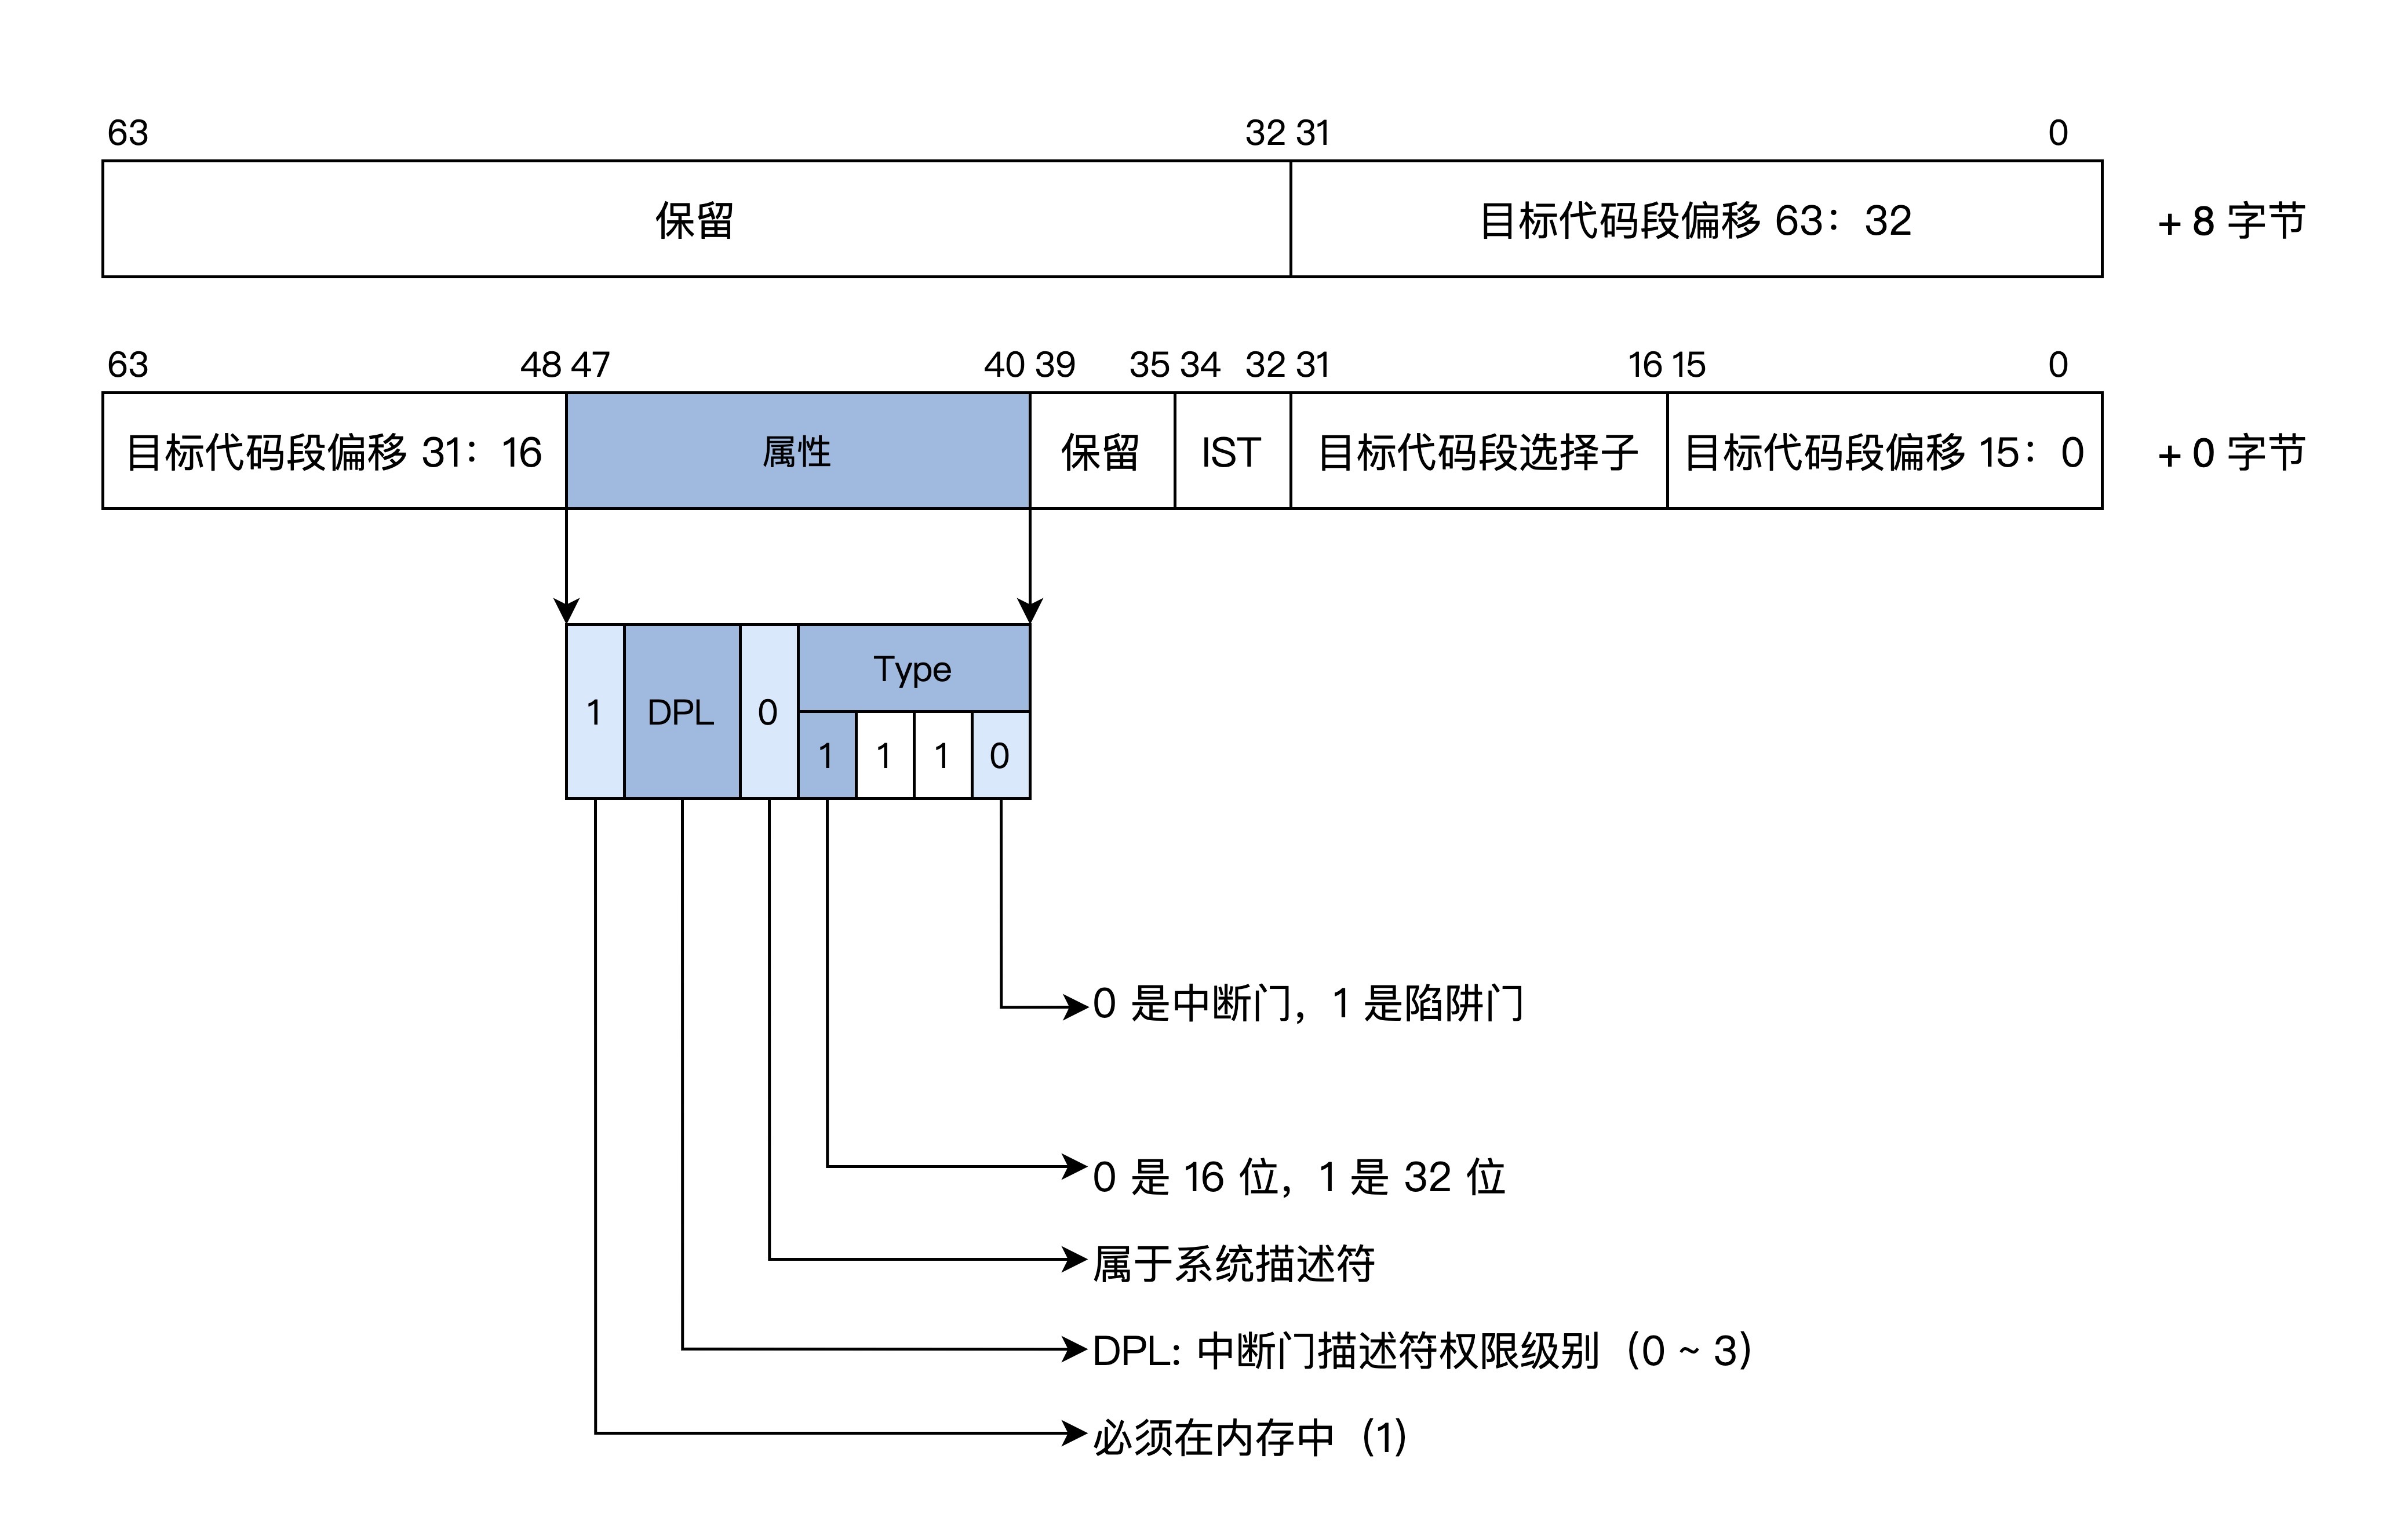 63 32 31 0
保留 目标代码段偏移 63：32 + 8 字节
63 48 47 40 39 35 34 32 31 16 15 0
目标代码段偏移 31：16 属性 保留 IST 目标代码段选择子 目标代码段偏移 15：0 + 0 字节
Type
1 DPL 0
1 1 1 0
0 是中断门，1 是陷阱门
0 是 16 位，1 是 32 位
属于系统描述符
DPL：中断门描述符权限级别（0 ~ 3）
必须在内存中（1）